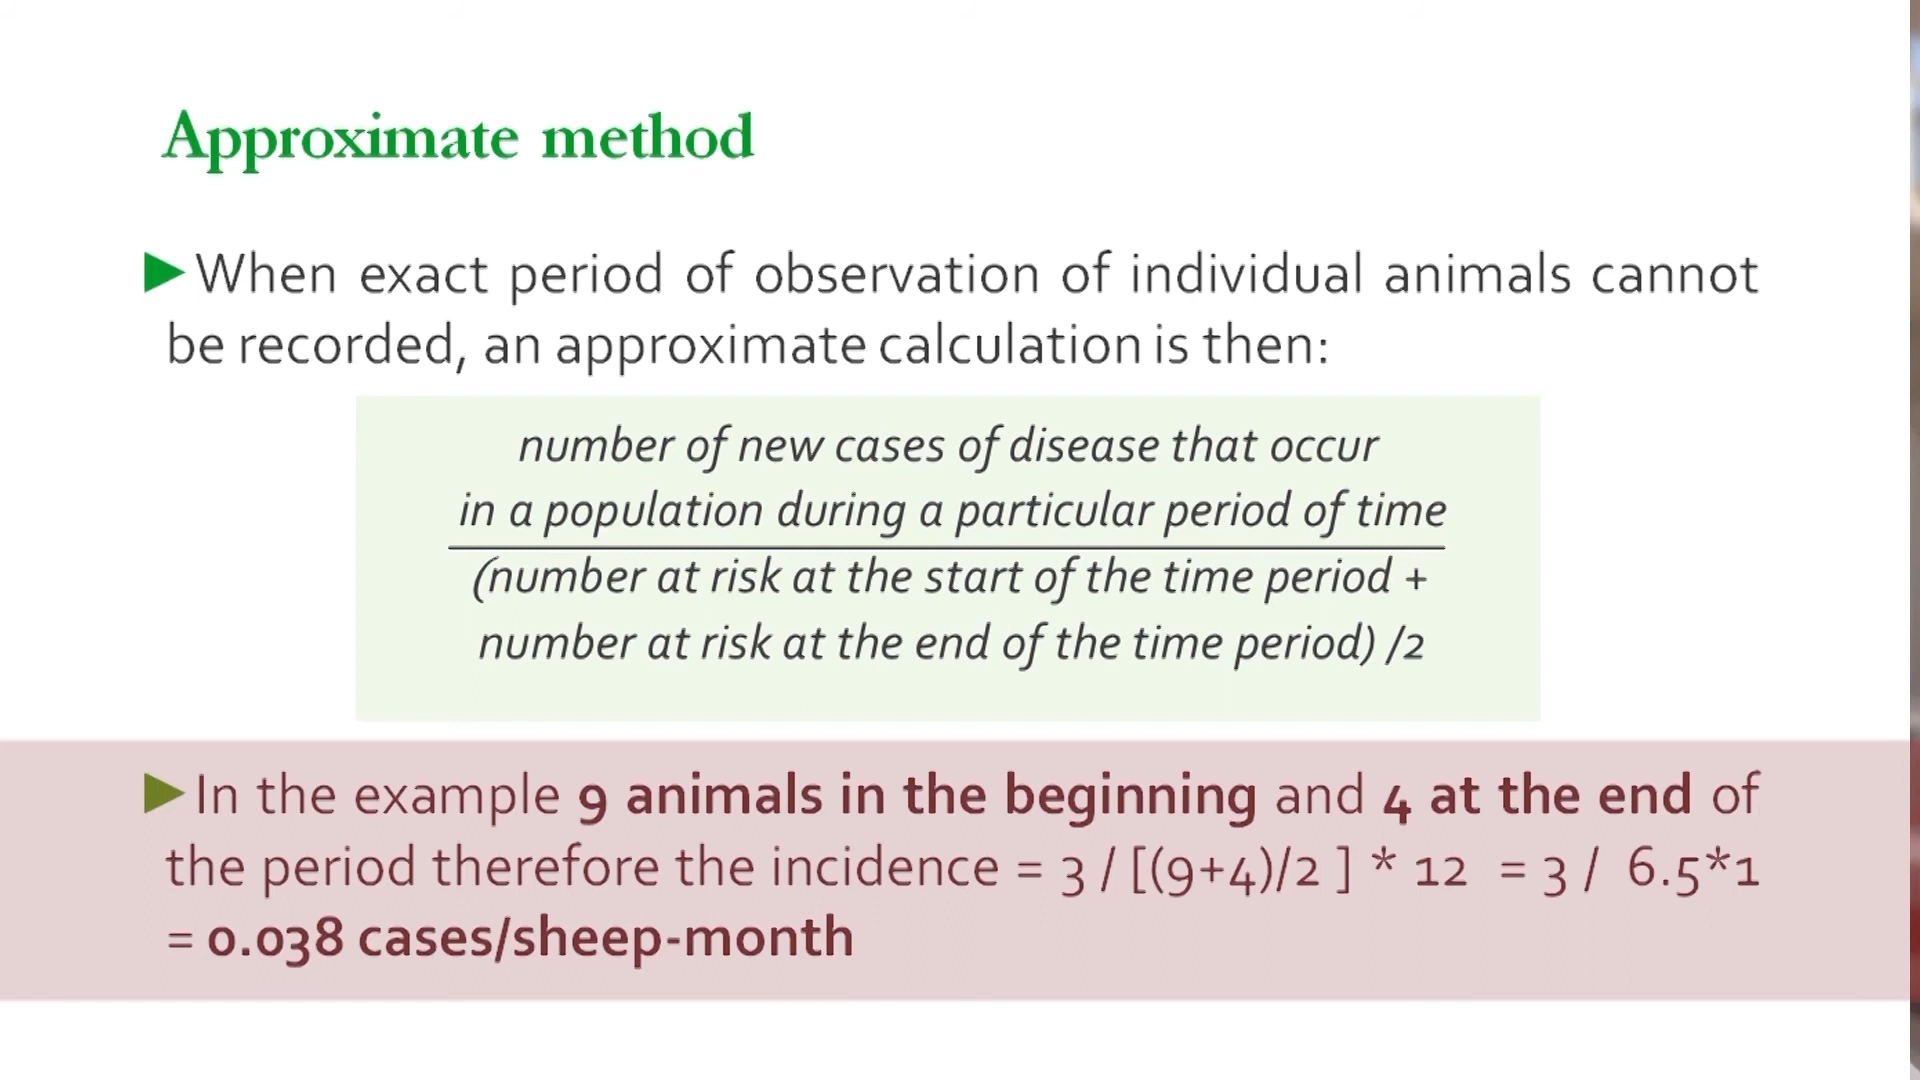 Approximate method
►When exact period of observation of individual animals cannot
be recorded, an approximate calculation is then:
number of new cases of disease that occur
in a population during a particular period of time
(number at risk at the start of the time period +
number at risk at the end of the time period) /2
►In the example 9 animals in the beginning and 4 at the end of
the period therefore the incidence = 3 / [(9+4)/2 ] * 12 = 3 / 6.5*1
= 0.038 cases/sheep-month